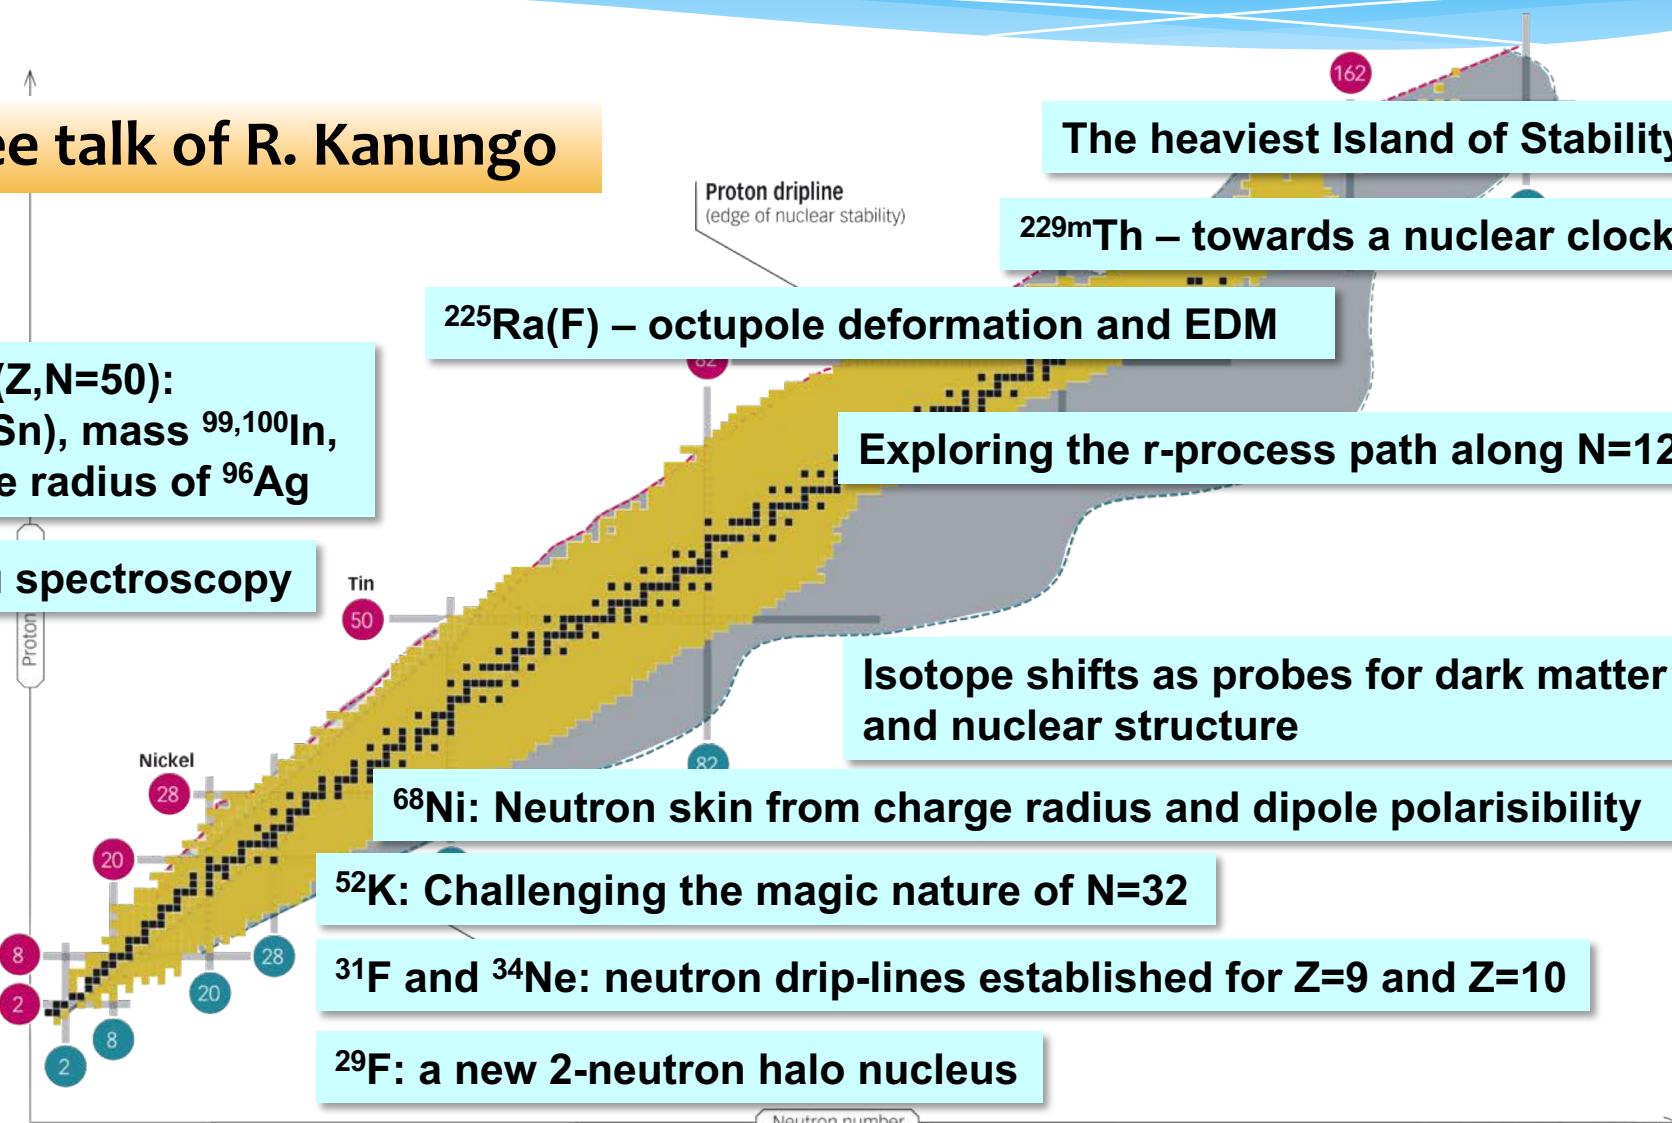 162
ee talk of R. Kanungo
The heaviest Island of Stability
Proton dripline
(edge of nuclear stability)
²²⁹ᵐTh – towards a nuclear clock
²²⁵Ra(F) – octupole deformation and EDM
82
(Z,N=50):
Sn), mass ⁹⁹,¹⁰⁰In,
e radius of ⁹⁶Ag
Exploring the r-process path along N=12
spectroscopy
Tin
50
Proton
Isotope shifts as probes for dark matter
and nuclear structure
Nickel
82
28
⁶⁸Ni: Neutron skin from charge radius and dipole polarisibility
20
⁵²K: Challenging the magic nature of N=32
8
28
³¹F and ³⁴Ne: neutron drip-lines established for Z=9 and Z=10
20
2
8
2
²⁹F: a new 2-neutron halo nucleus
Neutron number